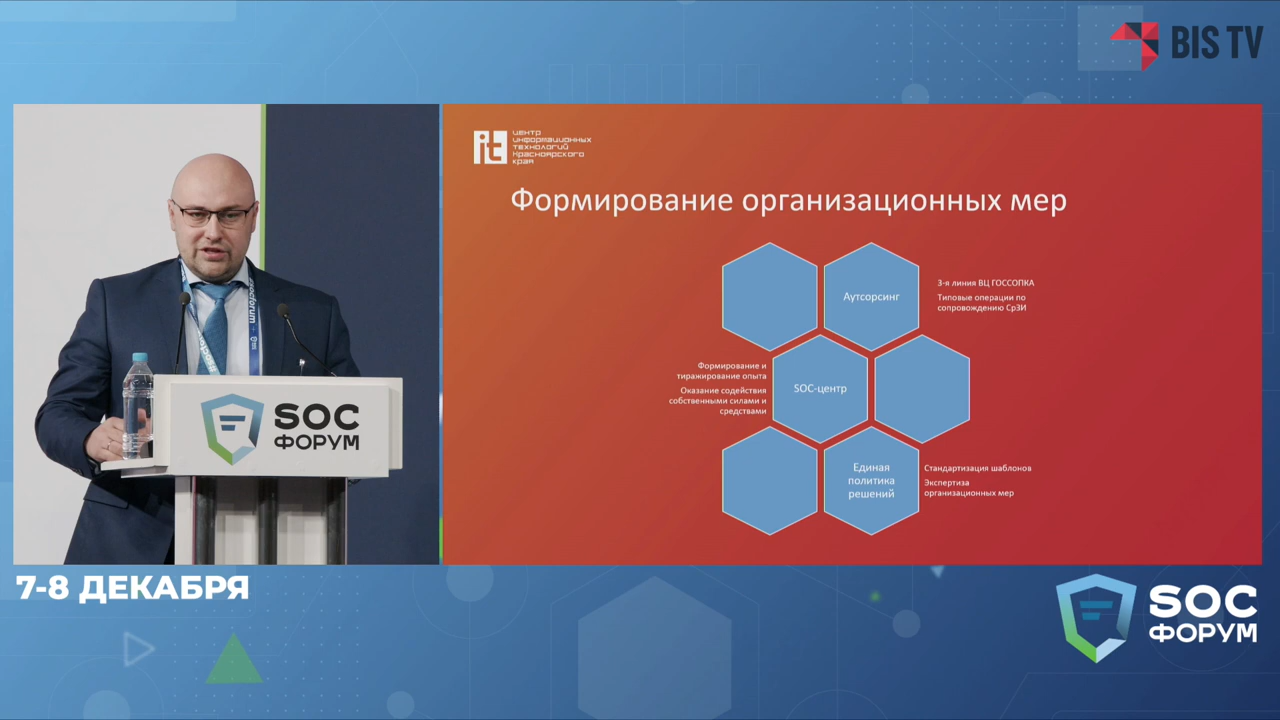 BIS TV
it
центр
информационных
технологий
Красноярского
края
Формирование организационных мер
Аутсорсинг
3-я линия ВЦ ГОССОПКА
Типовые операции по
сопровождению СрЗИ
Формирование и
тиражирование опыта
Оказание содействия
собственными силами и
средствами
SOC-центр
Единая
политика
решений
Стандартизация шаблонов
Экспертиза
организационных мер
SOC
ФОРУМ
7-8 ДЕКАБРЯ
SOC
ФОРУМ